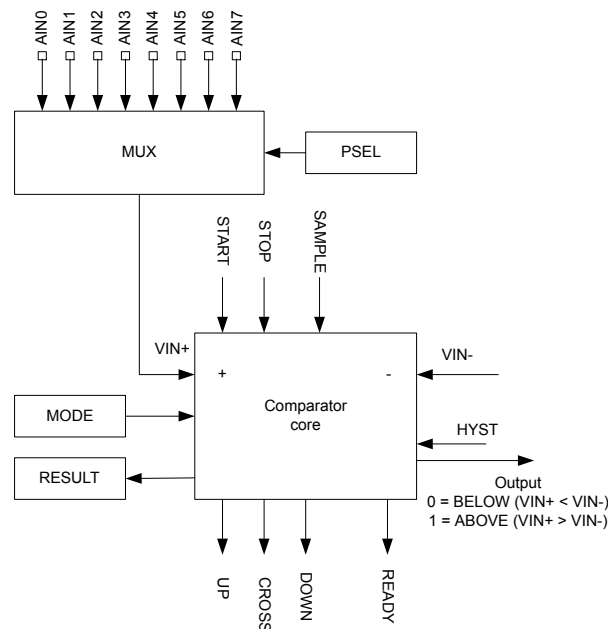 AIN0
AIN1
AIN2
AIN3
AIN4
AIN5
AIN6
AIN7
MUX
PSEL
START
STOP
SAMPLE
VIN+
VIN-
+
-
MODE
Comparator
core
HYST
RESULT
Output
0 = BELOW (VIN+ < VIN-)
1 = ABOVE (VIN+ > VIN-)
UP
CROSS
DOWN
READY